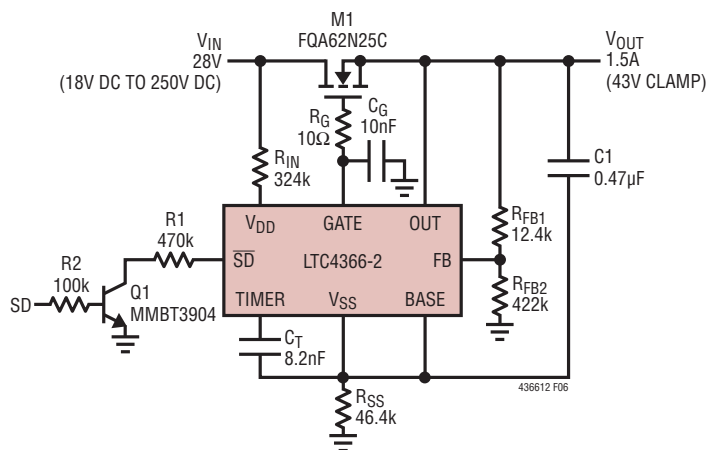 M1
FQA62N25C
VIN
28V
(18V DC TO 250V DC)
VOUT
1.5A
(43V CLAMP)
RG
10Ω
CG
10nF
RIN
324k
C1
0.47µF
R1
470k
VDD
GATE
OUT
RFB1
12.4k
R2
100k
SD
LTC4366-2
FB
SD
Q1
MMBT3904
RFB2
422k
TIMER
VSS
BASE
CT
8.2nF
436612 F06
RSS
46.4k